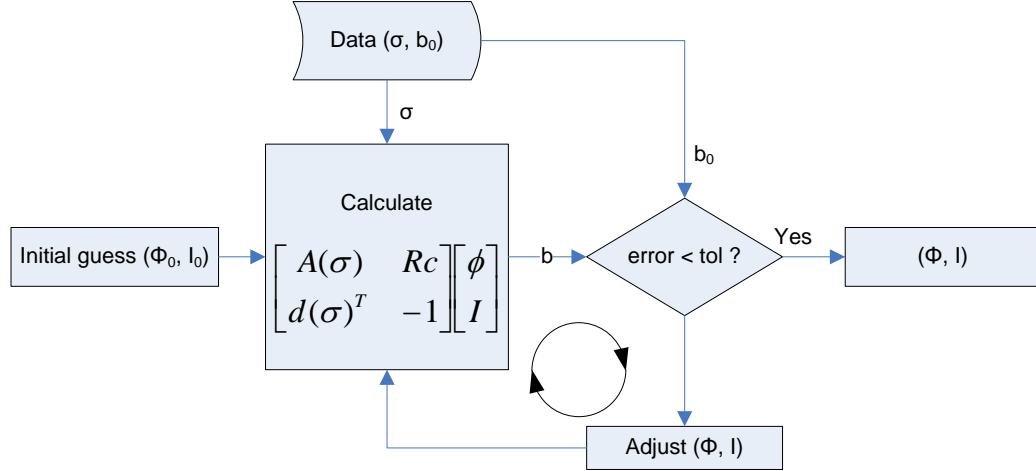 Data (σ, b₀)
σ
b₀
Calculate
Initial guess (Φ₀, I₀)
A(σ) Rc ϕ
d(σ)ᵀ −1 I
b
error < tol ?
Yes
(Φ, I)
Adjust (Φ, I)